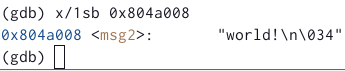 (gdb) x/1sb 0x804a008
0x804a008 <msg2>: "world!\n\034"
(gdb)